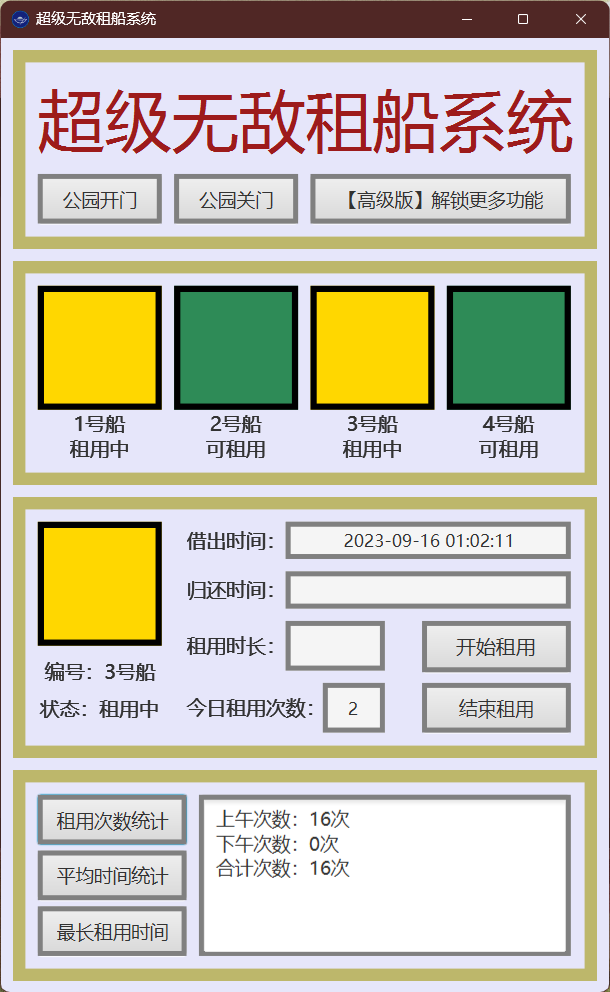 超级无敌租船系统
超级无敌租船系统
公园开门 公园关门 【高级版】解锁更多功能
1号船 2号船 3号船 4号船
租用中 可租用 租用中 可租用
借出时间： 2023-09-16 01:02:11
归还时间：
租用时长： 开始租用
编号：3号船
状态：租用中 今日租用次数： 2 结束租用
租用次数统计
平均时间统计
最长租用时间
上午次数：16次
下午次数：0次
合计次数：16次